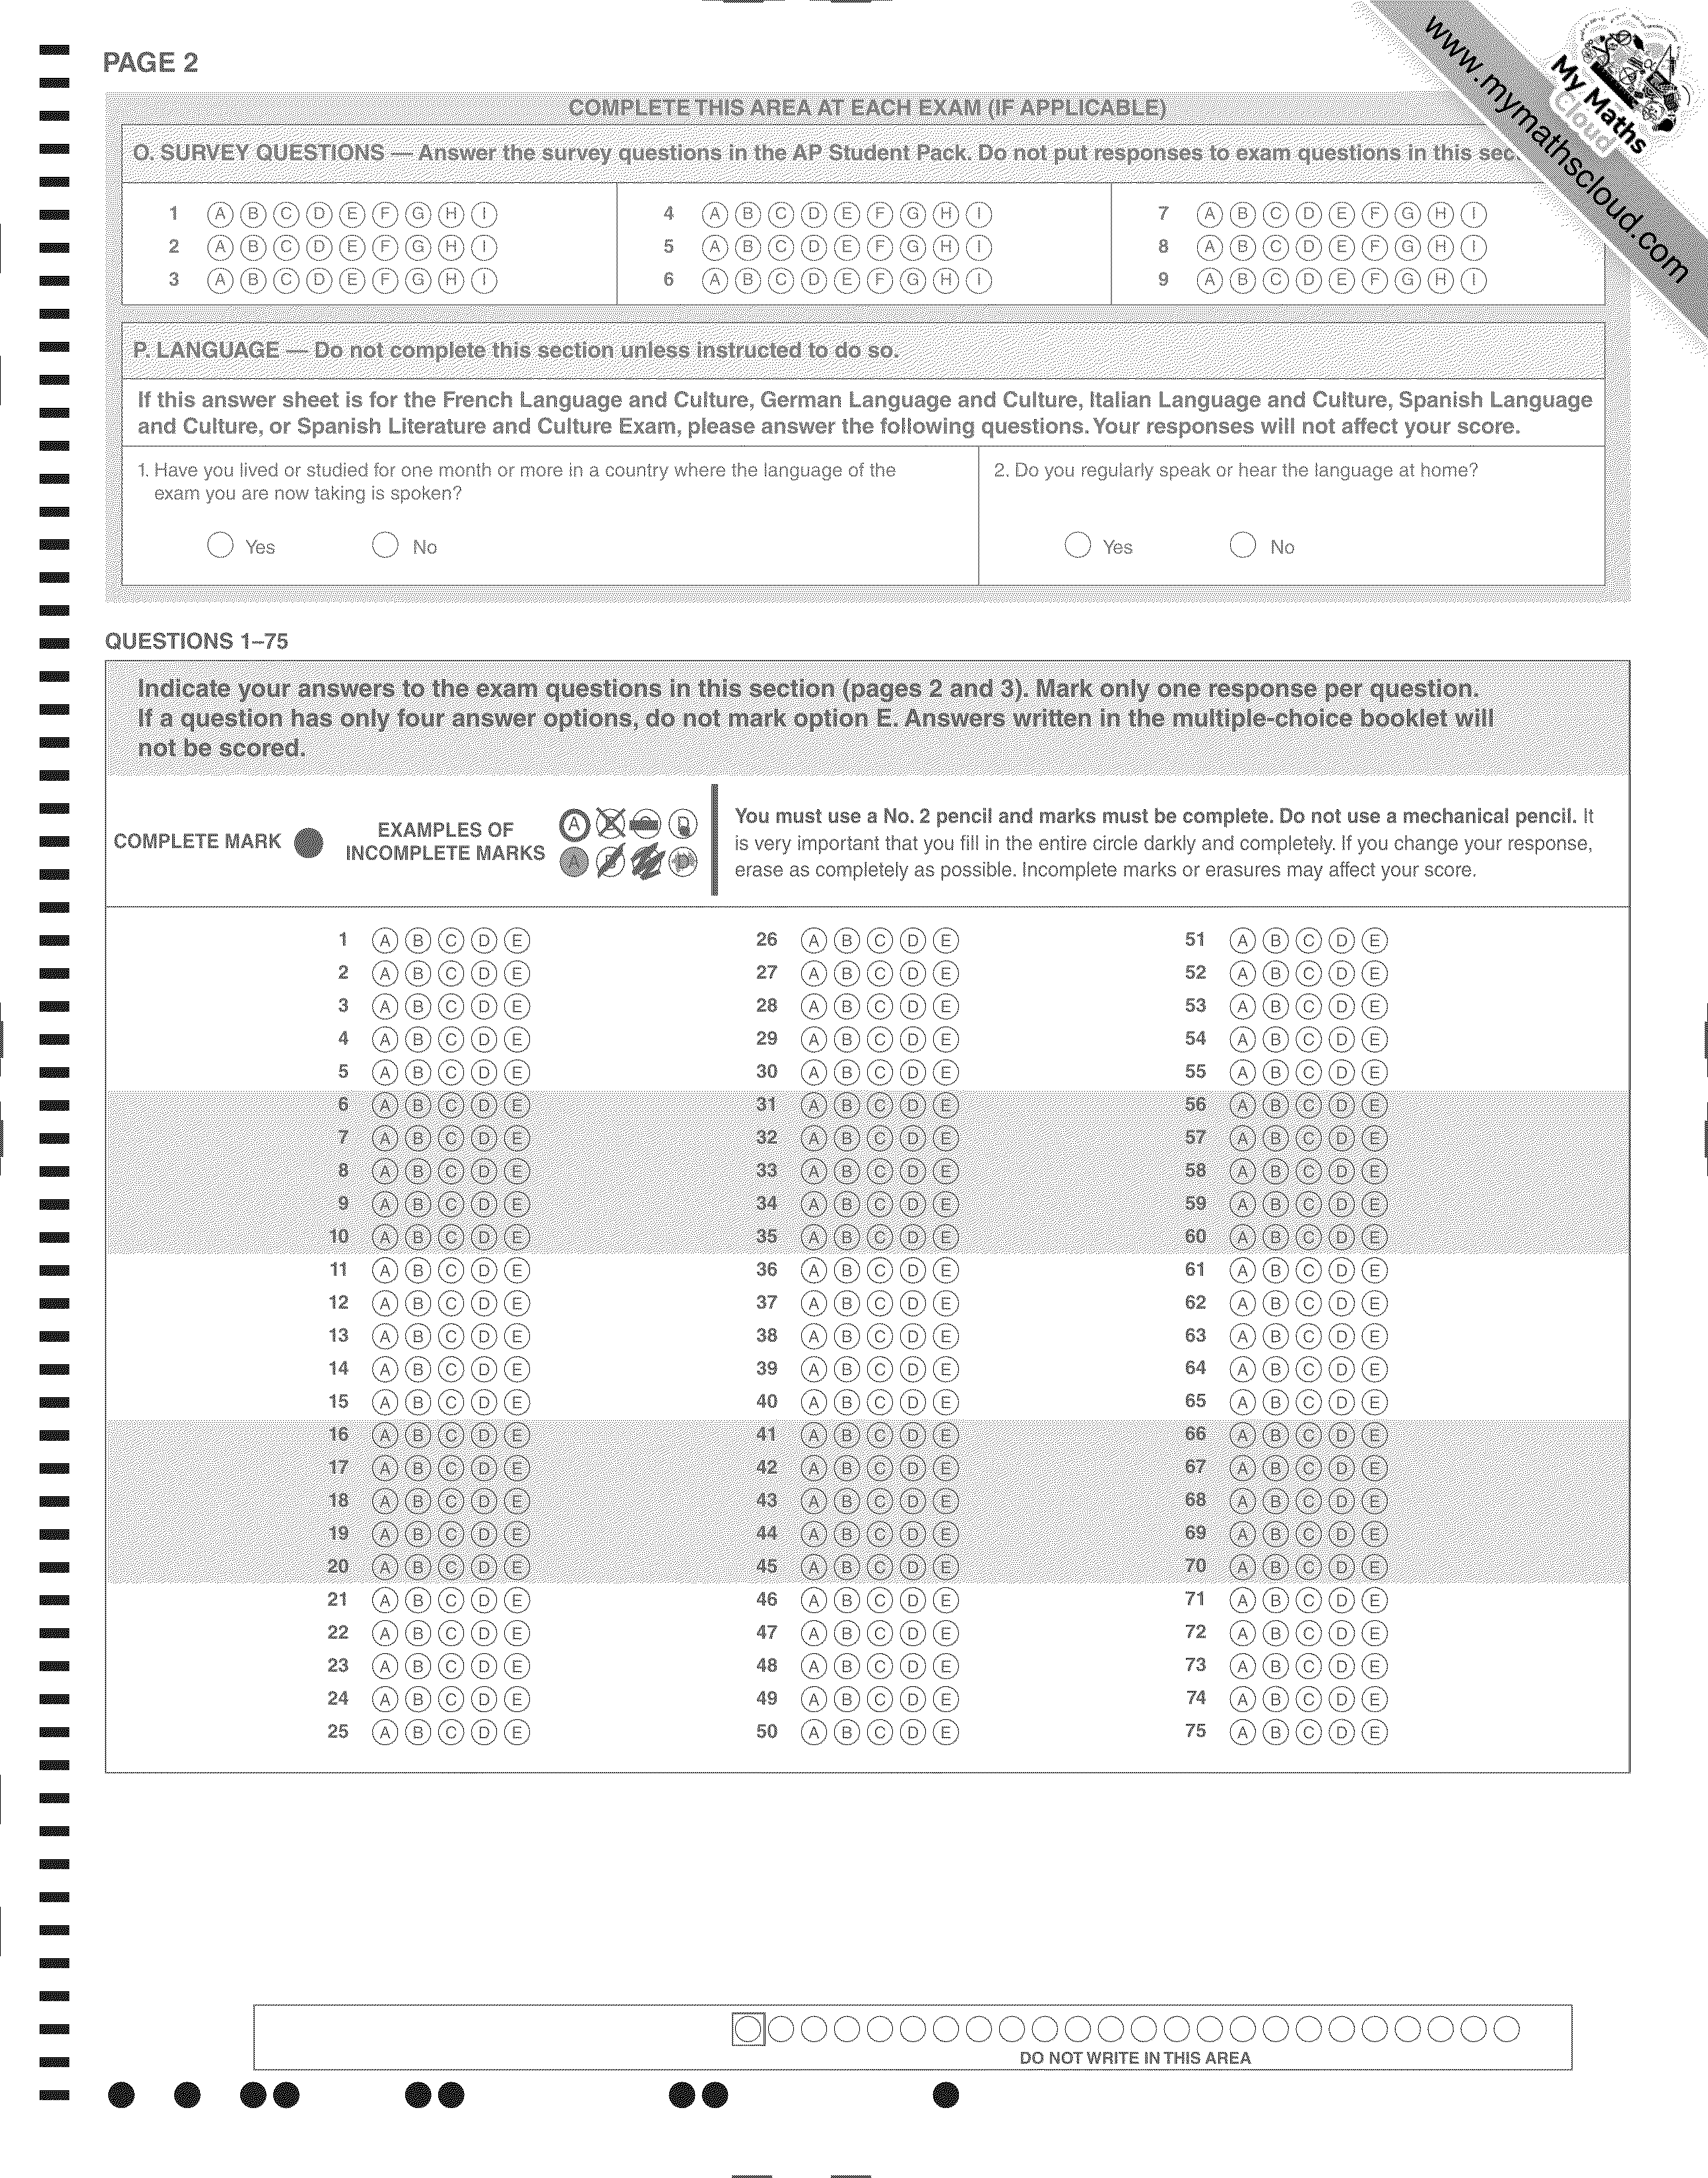 PAGE 2
www.mymathscloud.com
My Maths
Cloud
COMPLETE THIS AREA AT EACH EXAM (IF APPLICABLE)
O. SURVEY QUESTIONS — Answer the survey questions in the AP Student Pack. Do not put responses to exam questions in this sec
1 A B C D E F G H I 4 A B C D E F G H I 7 A B C D E F G H I
2 A B C D E F G H I 5 A B C D E F G H I 8 A B C D E F G H I
3 A B C D E F G H I 6 A B C D E F G H I 9 A B C D E F G H I
P. LANGUAGE — Do not complete this section unless instructed to do so.
If this answer sheet is for the French Language and Culture, German Language and Culture, Italian Language and Culture, Spanish Language
and Culture, or Spanish Literature and Culture Exam, please answer the following questions. Your responses will not affect your score.
1. Have you lived or studied for one month or more in a country where the language of the
exam you are now taking is spoken?
Yes No
2. Do you regularly speak or hear the language at home?
Yes No
QUESTIONS 1–75
Indicate your answers to the exam questions in this section (pages 2 and 3). Mark only one response per question.
If a question has only four answer options, do not mark option E. Answers written in the multiple-choice booklet will
not be scored.
COMPLETE MARK
EXAMPLES OF
INCOMPLETE MARKS
A B D
A B D
You must use a No. 2 pencil and marks must be complete. Do not use a mechanical pencil. It
is very important that you fill in the entire circle darkly and completely. If you change your response,
erase as completely as possible. Incomplete marks or erasures may affect your score.
1 A B C D E 26 A B C D E 51 A B C D E
2 A B C D E 27 A B C D E 52 A B C D E
3 A B C D E 28 A B C D E 53 A B C D E
4 A B C D E 29 A B C D E 54 A B C D E
5 A B C D E 30 A B C D E 55 A B C D E
6 A B C D E 31 A B C D E 56 A B C D E
7 A B C D E 32 A B C D E 57 A B C D E
8 A B C D E 33 A B C D E 58 A B C D E
9 A B C D E 34 A B C D E 59 A B C D E
10 A B C D E 35 A B C D E 60 A B C D E
11 A B C D E 36 A B C D E 61 A B C D E
12 A B C D E 37 A B C D E 62 A B C D E
13 A B C D E 38 A B C D E 63 A B C D E
14 A B C D E 39 A B C D E 64 A B C D E
15 A B C D E 40 A B C D E 65 A B C D E
16 A B C D E 41 A B C D E 66 A B C D E
17 A B C D E 42 A B C D E 67 A B C D E
18 A B C D E 43 A B C D E 68 A B C D E
19 A B C D E 44 A B C D E 69 A B C D E
20 A B C D E 45 A B C D E 70 A B C D E
21 A B C D E 46 A B C D E 71 A B C D E
22 A B C D E 47 A B C D E 72 A B C D E
23 A B C D E 48 A B C D E 73 A B C D E
24 A B C D E 49 A B C D E 74 A B C D E
25 A B C D E 50 A B C D E 75 A B C D E
DO NOT WRITE IN THIS AREA